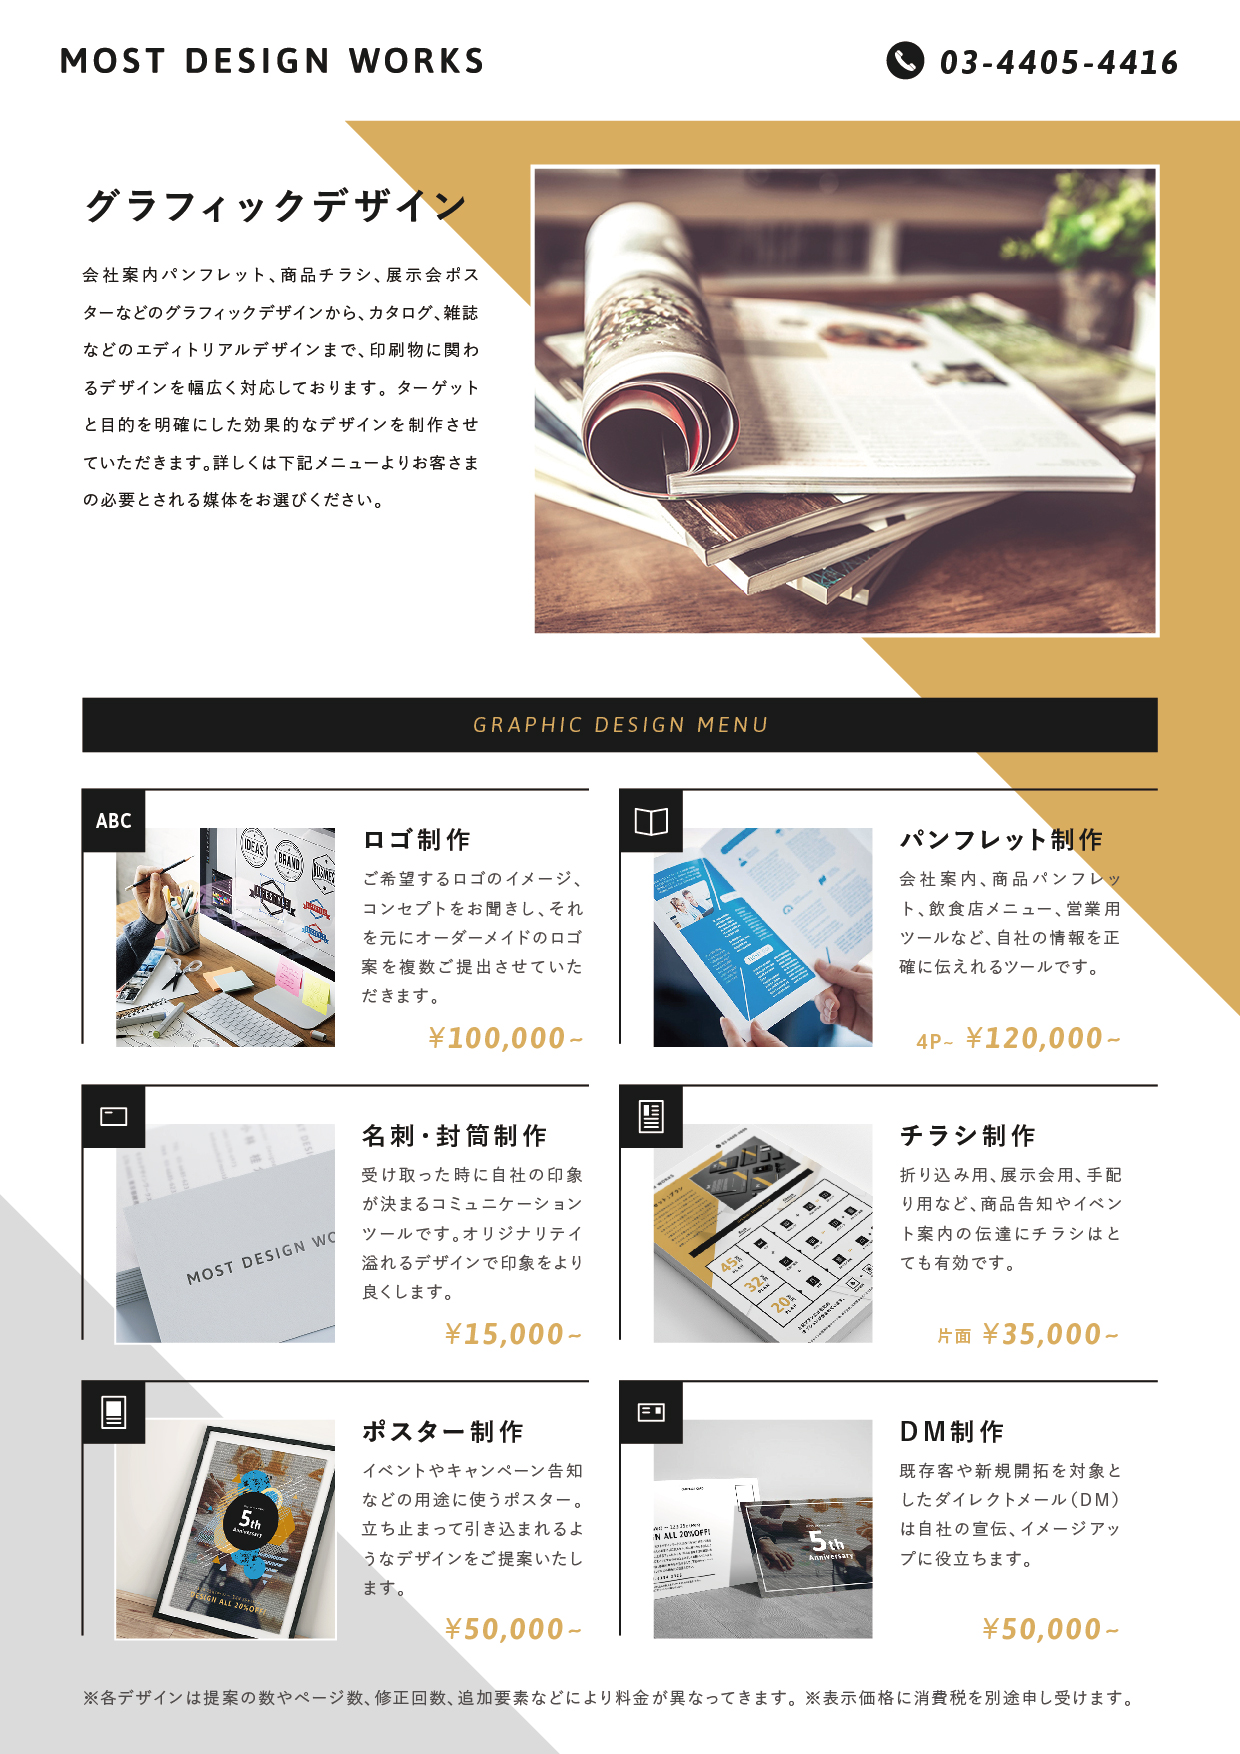 MOST DESIGN WORKS
03-4405-4416
グラフィックデザイン
会社案内パンフレット、商品チラシ、展示会ポス
ターなどのグラフィックデザインから、カタログ、雑誌
などのエディトリアルデザインまで、印刷物に関わ
るデザインを幅広く対応しております。ターゲット
と目的を明確にした効果的なデザインを制作させ
ていただきます。詳しくは下記メニューよりお客さま
の必要とされる媒体をお選びください。
GRAPHIC DESIGN MENU
ABC
IDEAS
BRAND
ロゴ制作
ご希望するロゴのイメージ、
コンセプトをお聞きし、それ
を元にオーダーメイドのロゴ
案を複数ご提出させていた
だきます。
¥100,000~
パンフレット制作
会社案内、商品パンフレッ
ト、飲食店メニュー、営業用
ツールなど、自社の情報を正
確に伝えれるツールです。
4P~ ¥120,000~
MOST DESIGN WO
名刺・封筒制作
受け取った時に自社の印象
が決まるコミュニケーション
ツールです。オリジナリテイ
溢れるデザインで印象をより
良くします。
¥15,000~
45
32
20
チラシ制作
折り込み用、展示会用、手配
り用など、商品告知やイベン
ト案内の伝達にチラシはと
ても有効です。
片面 ¥35,000~
5th
Anniversary
DESIGN ALL 20%OFF!
ポスター制作
イベントやキャンペーン告知
などの用途に使うポスター。
立ち止まって引き込まれるよ
うなデザインをご提案いたし
ます。
¥50,000~
N ALL 20%OFF!
5th
Anniversary
DM制作
既存客や新規開拓を対象と
したダイレクトメール(DM)
は自社の宣伝、イメージアッ
プに役立ちます。
¥50,000~
※各デザインは提案の数やページ数、修正回数、追加要素などにより料金が異なってきます。※表示価格に消費税を別途申し受けます。